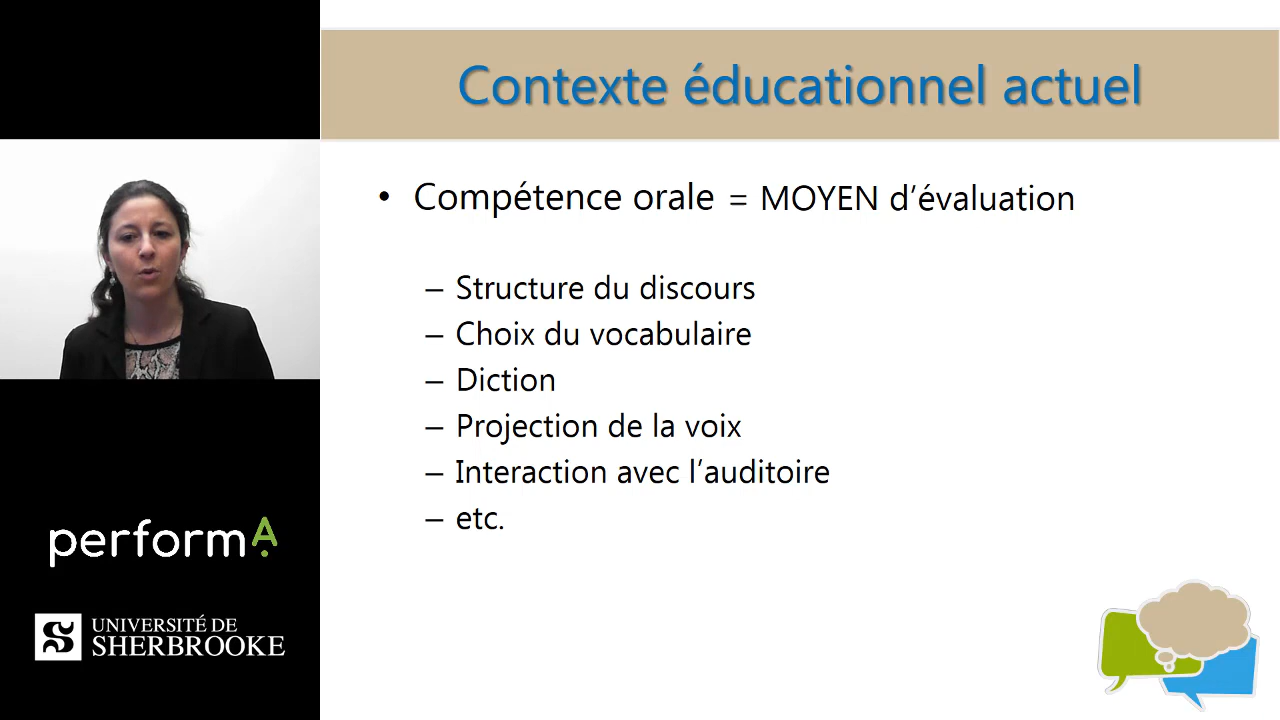 Contexte éducationnel actuel
• Compétence orale = MOYEN d’évaluation
– Structure du discours
– Choix du vocabulaire
– Diction
– Projection de la voix
– Interaction avec l’auditoire
– etc.
performA
UNIVERSITÉ DE
SHERBROOKE